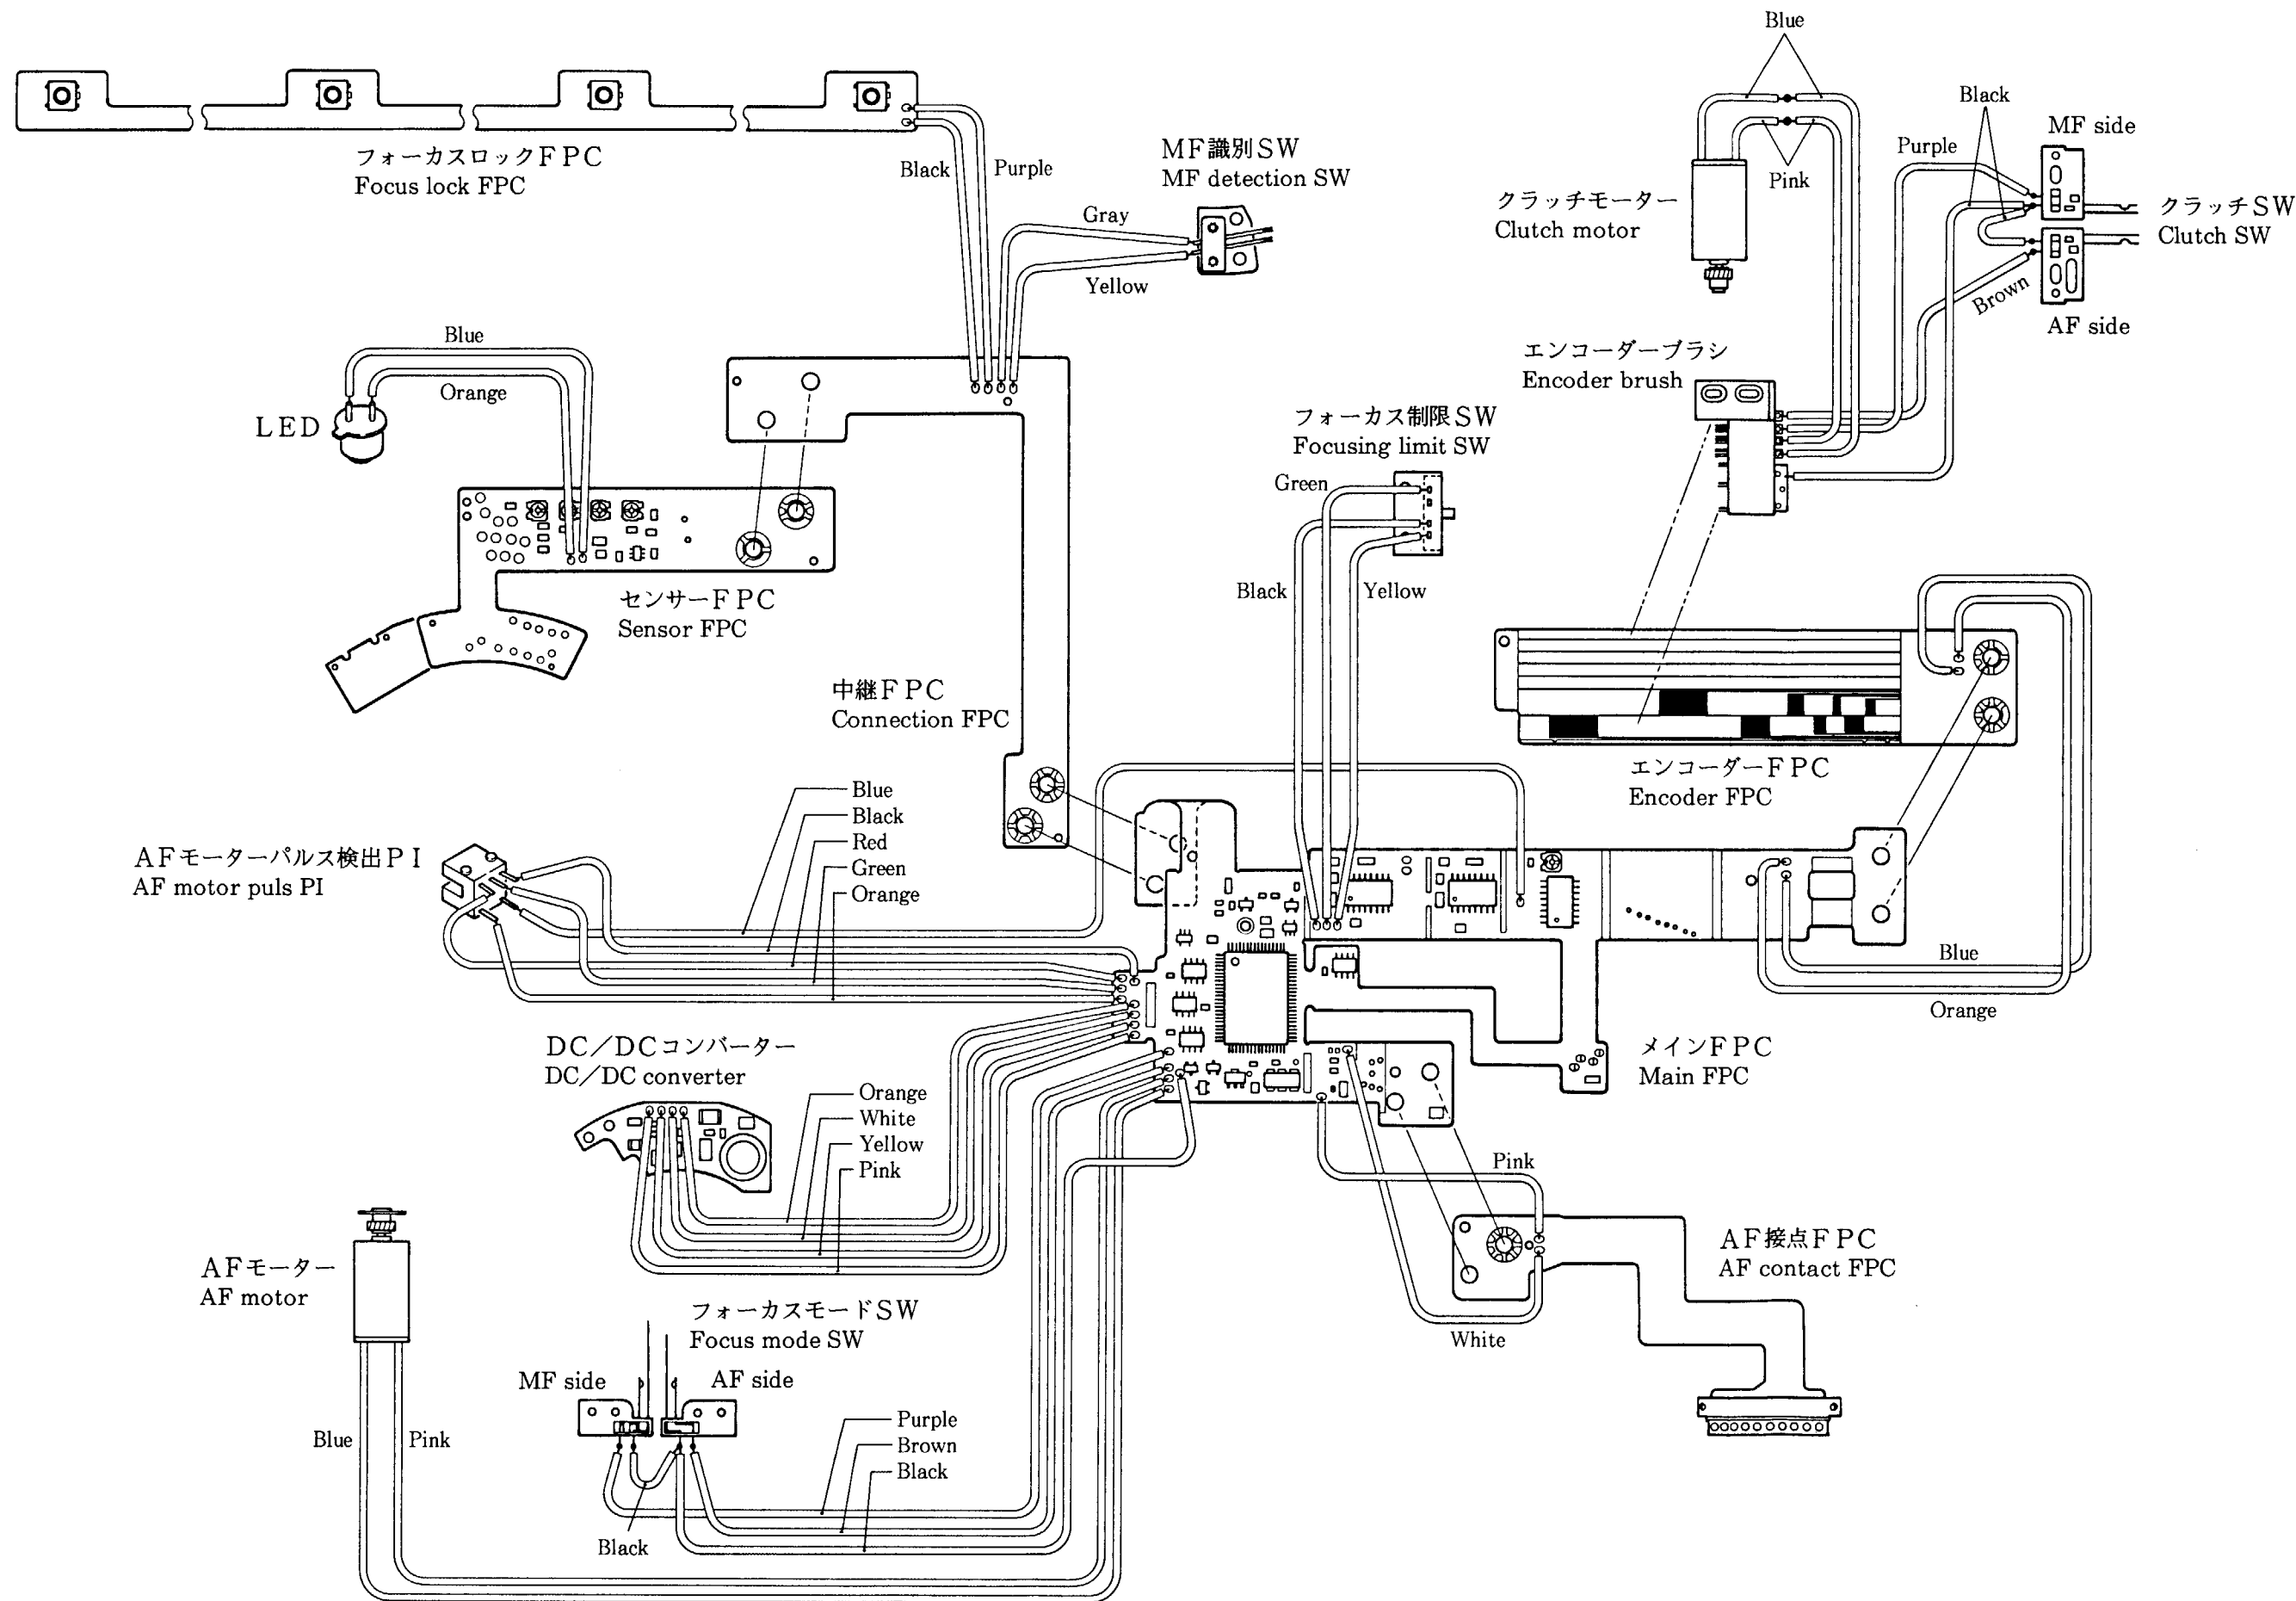 Blue
Black
MF side
Purple
Pink
クラッチモーター
Clutch motor
クラッチSW
Clutch SW
Brown
AF side
フォーカスロックFPC
Focus lock FPC
Black
Purple
MF識別SW
MF detection SW
Gray
Yellow
Blue
Orange
LED
エンコーダーブラシ
Encoder brush
フォーカス制限SW
Focusing limit SW
Green
Black
Yellow
センサーFPC
Sensor FPC
中継FPC
Connection FPC
エンコーダーFPC
Encoder FPC
Blue
Black
Red
Green
Orange
AFモーターパルス検出PI
AF motor puls PI
Blue
Orange
DC/DCコンバーター
DC/DC converter
メインFPC
Main FPC
Orange
White
Yellow
Pink
Pink
AF接点FPC
AF contact FPC
White
AFモーター
AF motor
フォーカスモードSW
Focus mode SW
MF side
AF side
Blue
Pink
Purple
Brown
Black
Black